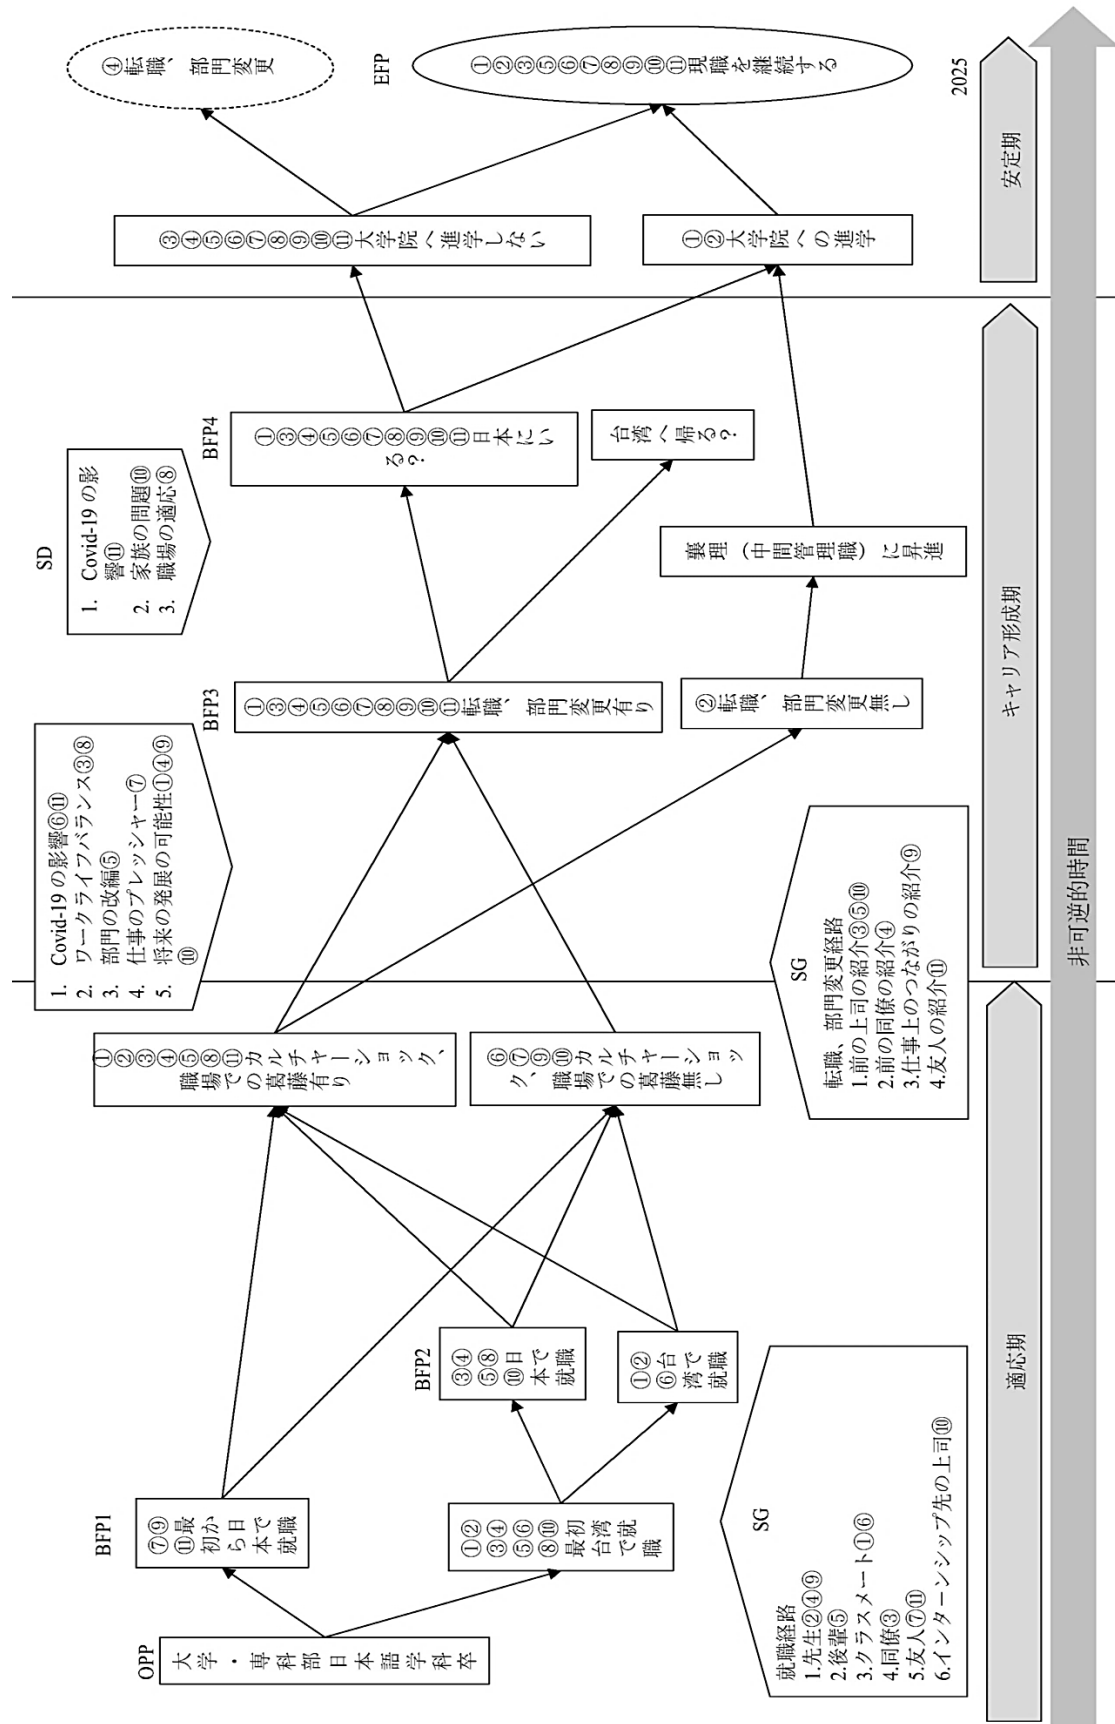 OPP
大学・専科部日本語学科卒
BFP1
⑦⑨
⑪最
初か
ら日
本で
就職
①②
③④
⑤⑥
⑧⑩
最初
台湾
で就
職
BFP2
③④
⑤⑧
⑩日
本で
就職
①②
⑥台
湾で
就職
SG
就職経路
1.先生②④⑨
2.後輩⑤
3.クラスメート①⑥
4.同僚③
5.友人⑦⑪
6.インターンシップ先の上司⑩
①②③④⑤⑧⑪カルチャーショック、
職場での葛藤有り
⑥⑦⑨⑩カルチャーショッ
ク、職場での葛藤無し
1. Covid-19の影響⑥⑪
2. ワークライフバランス③⑧
3. 部門の改編⑤
4. 仕事のプレッシャー⑦
5. 将来の発展の可能性①④⑨
⑩
SG
転職、部門変更経路
1.前の上司の紹介③⑤⑩
2.前の同僚の紹介④
3.仕事上のつながりの紹介⑨
4.友人の紹介⑪
BFP3
①③④⑤⑥⑦⑧⑨⑩⑪転職、部門変更有り
②転職、部門変更無し
SD
1. Covid-19の影
響⑪
2. 家族の問題⑩
3. 職場の適応⑧
BFP4
①③④⑤⑥⑦⑧⑨⑩⑪日本にい
る?
台湾へ帰る?
襄理（中間管理職）に昇進
③④⑤⑥⑦⑧⑨⑩⑪大学院へ進学しない
①②大学院への進学
④転職、部門変更
EFP
①②③⑤⑥⑦⑧⑨⑩⑪現職を継続する
2025
適応期
キャリア形成期
安定期
非可逆的時間